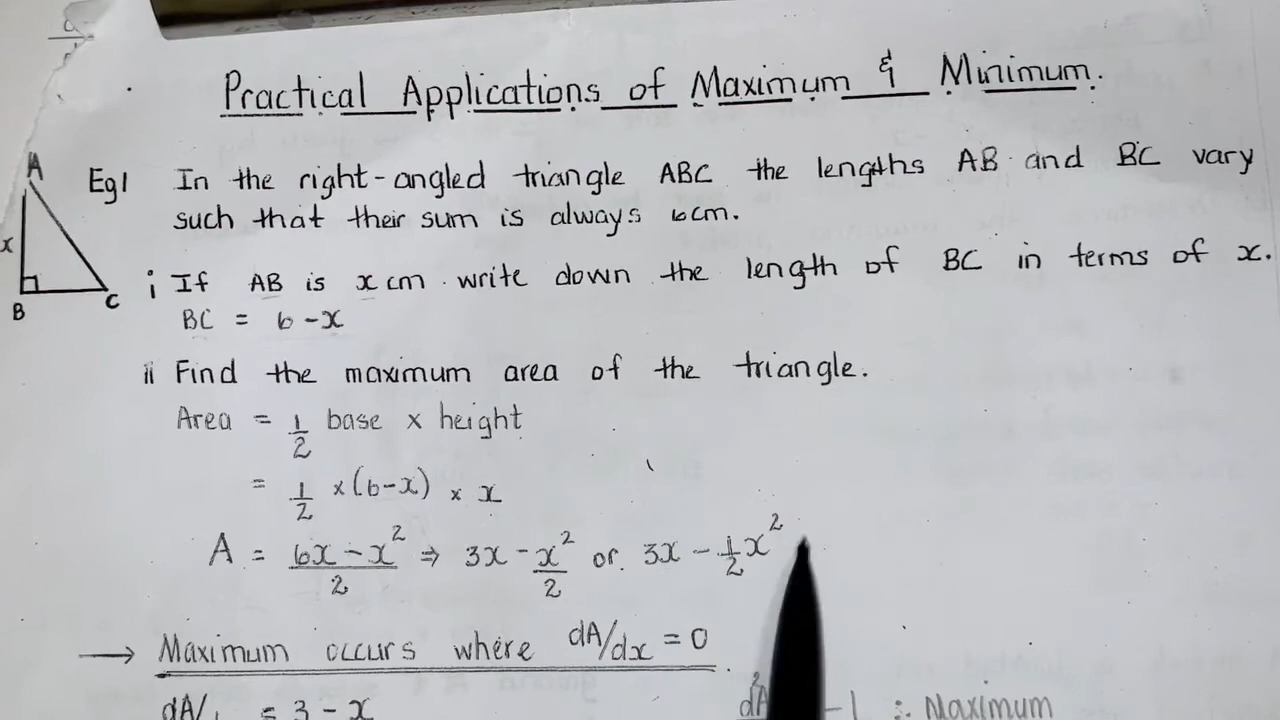 Practical Applications of Maximum & Minimum.
A
Eg1 In the right-angled triangle ABC the lengths AB and BC vary
such that their sum is always 6cm.
x
B
C
i If AB is x cm write down the length of BC in terms of x.
BC = 6-x
ii Find the maximum area of the triangle.
Area = 1/2 base × height
= 1/2 ×(6-x) × x
A = 6x-x²/2 ⇒ 3x-x²/2 or 3x-1/2x²
→ Maximum occurs where dA/dx = 0
= 3-x
-1 ∴ Maximum